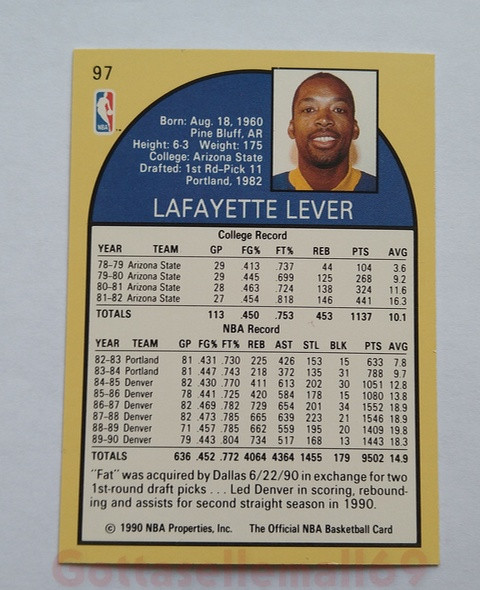 97
NBA
Born: Aug. 18, 1960
Pine Bluff, AR
Height: 6-3 Weight: 175
College: Arizona State
Drafted: 1st Rd-Pick 11
Portland, 1982
LAFAYETTE LEVER
College Record
YEAR TEAM GP FG% FT% REB PTS AVG
78-79 Arizona State 29 .413 .737 44 104 3.6
79-80 Arizona State 29 .445 .699 125 268 9.2
80-81 Arizona State 28 .463 .724 138 324 11.6
81-82 Arizona State 27 .454 .818 146 441 16.3
TOTALS 113 .450 .753 453 1137 10.1
NBA Record
YEAR TEAM GP FG% FT% REB AST STL BLK PTS AVG
82-83 Portland 81 .431 .730 225 426 153 15 633 7.8
83-84 Portland 81 .447 .743 218 372 135 31 788 9.7
84-85 Denver 82 .430 .770 411 613 202 30 1051 12.8
85-86 Denver 78 .441 .725 420 584 178 15 1080 13.8
86-87 Denver 82 .469 .782 729 654 201 34 1552 18.9
87-88 Denver 82 .473 .785 665 639 223 21 1546 18.9
88-89 Denver 71 .457 .785 662 559 195 20 1409 19.8
89-90 Denver 79 .443 .804 734 517 168 13 1443 18.3
TOTALS 636 .452 .772 4064 4364 1455 179 9502 14.9
"Fat" was acquired by Dallas 6/22/90 in exchange for two
1st-round draft picks . . . Led Denver in scoring, rebound-
ing and assists for second straight season in 1990.
© 1990 NBA Properties, Inc. The Official NBA Basketball Card
Gottasellemall69